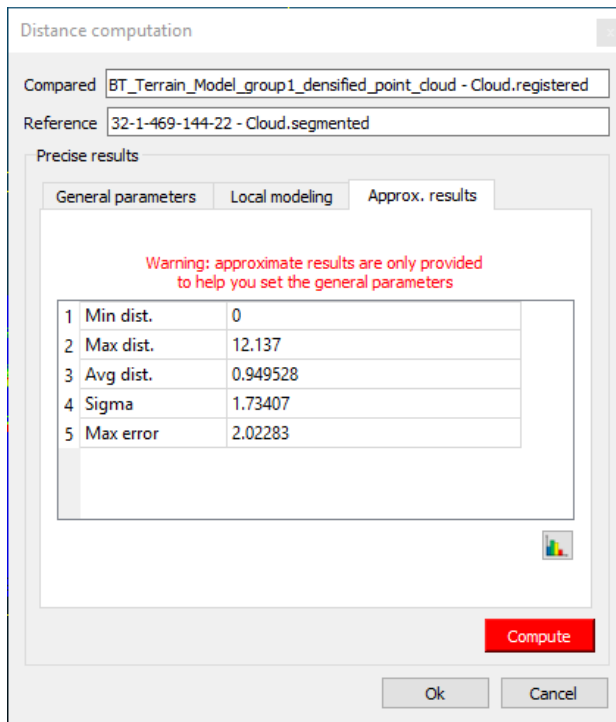 Distance computation
x
Compared BT_Terrain_Model_group1_densified_point_cloud - Cloud.registered
Reference 32-1-469-144-22 - Cloud.segmented
Precise results
General parameters Local modeling Approx. results
Warning: approximate results are only provided
to help you set the general parameters
1 Min dist. 0
2 Max dist. 12.137
3 Avg dist. 0.949528
4 Sigma 1.73407
5 Max error 2.02283
Compute
Ok Cancel